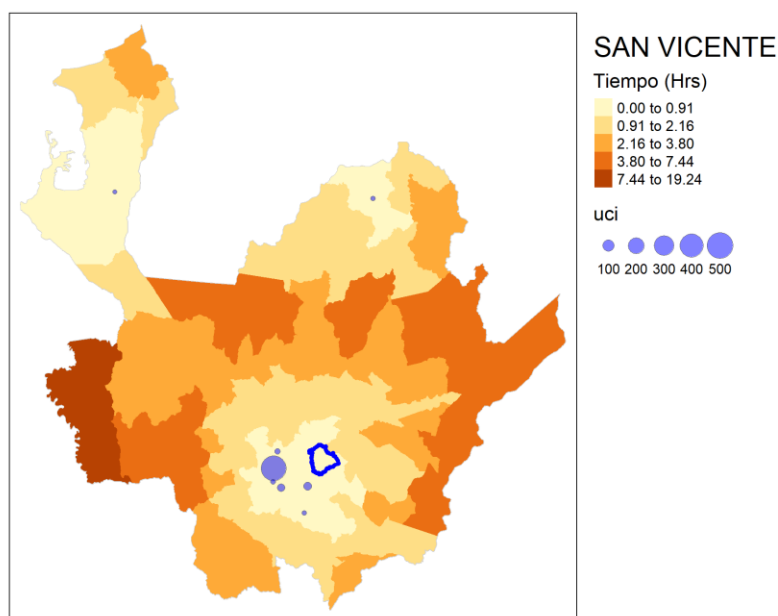 SAN VICENTE
Tiempo (Hrs)
0.00 to 0.91
0.91 to 2.16
2.16 to 3.80
3.80 to 7.44
7.44 to 19.24
uci
100 200 300 400 500